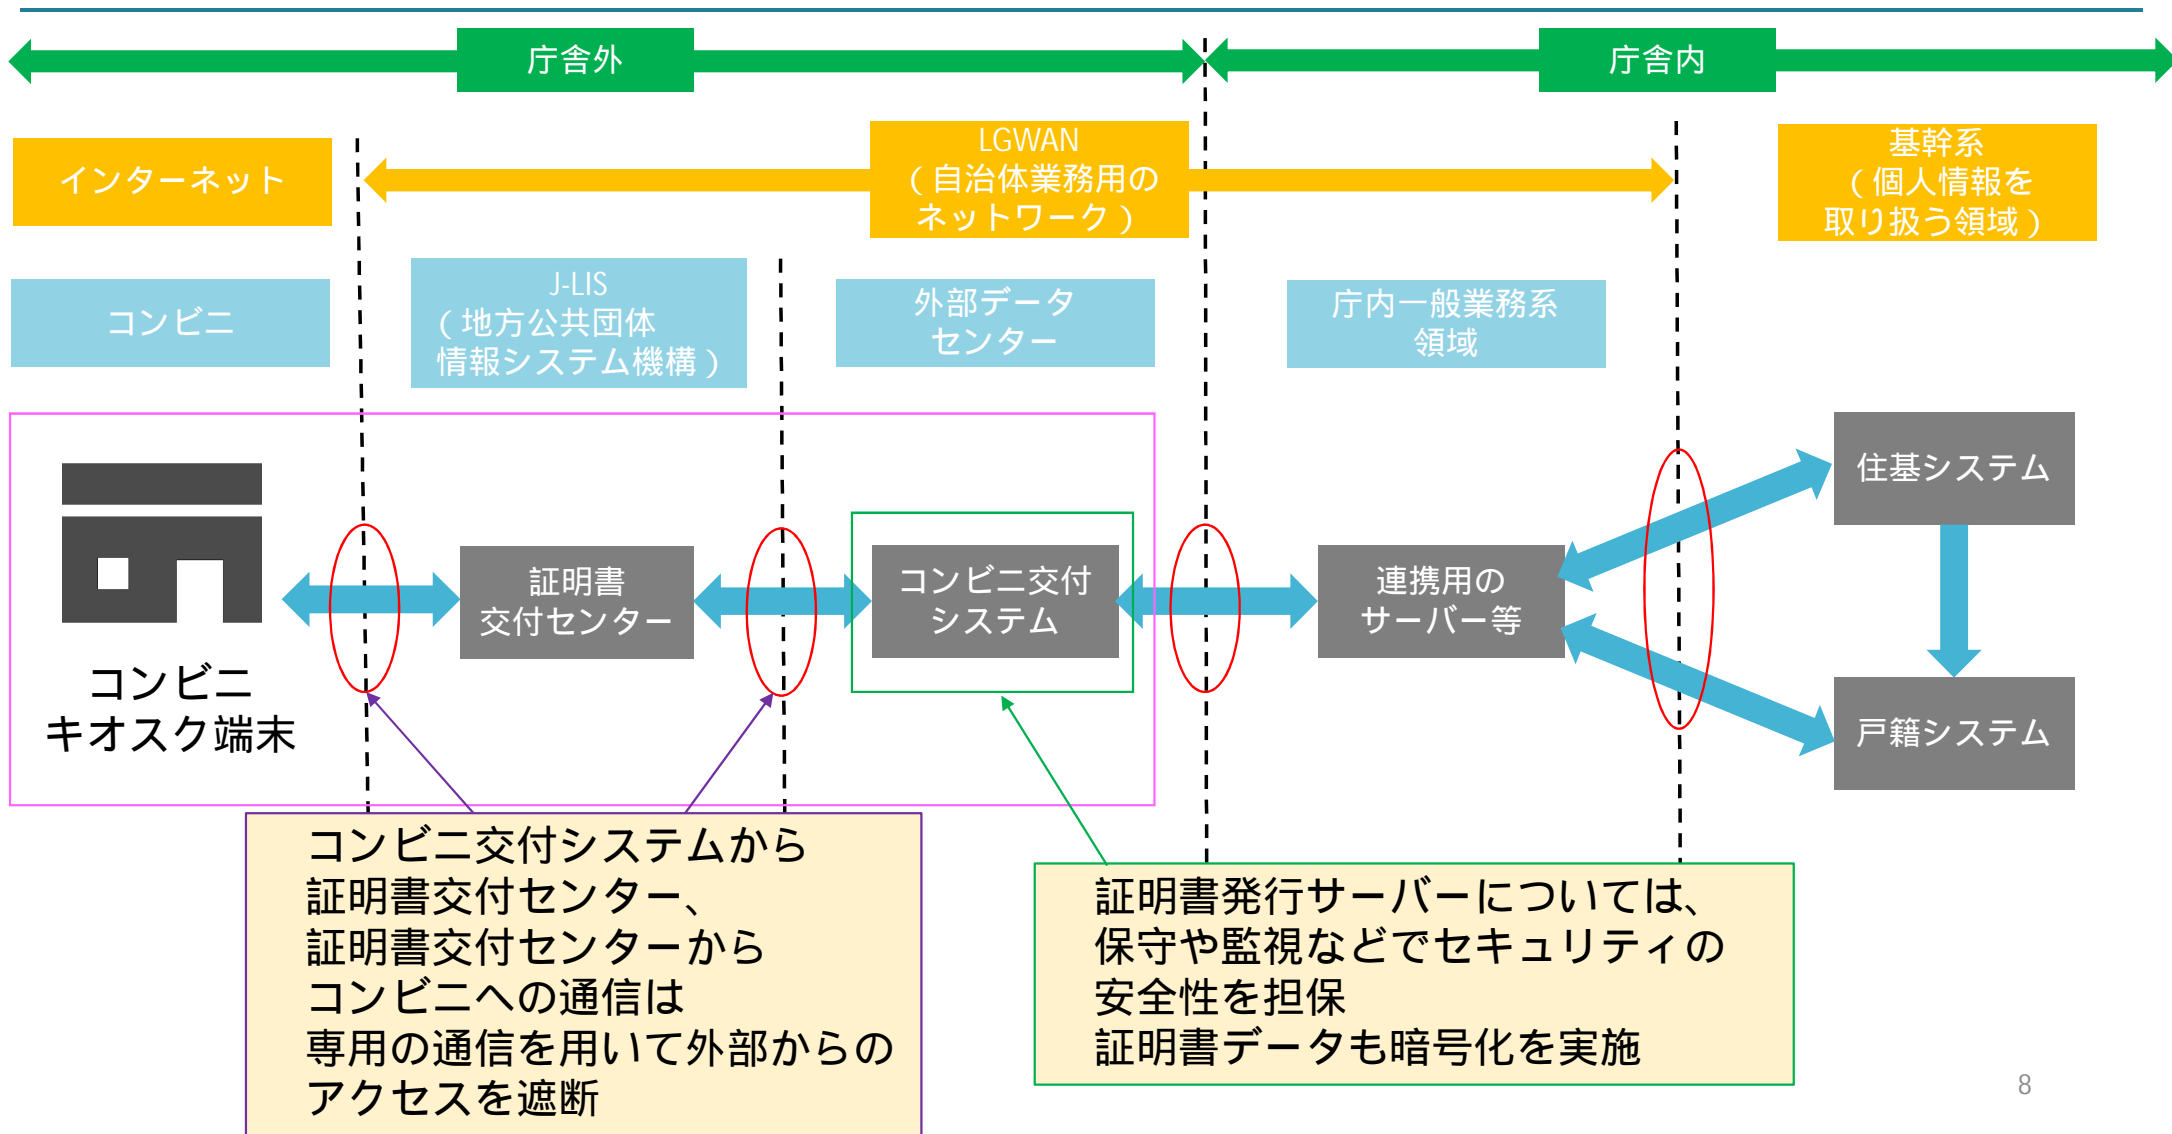 庁舎外
庁舎内
インターネット
LGWAN
（自治体業務用の
ネットワーク）
基幹系
（個人情報を
取り扱う領域）
コンビニ
J-LIS
（地方公共団体
情報システム機構）
外部データ
センター
庁内一般業務系
領域
コンビニ
キオスク端末
証明書
交付センター
コンビニ交付
システム
連携用の
サーバー等
住基システム
戸籍システム
コンビニ交付システムから
証明書交付センター、
証明書交付センターから
コンビニへの通信は
専用の通信を用いて外部からの
アクセスを遮断
証明書発行サーバーについては、
保守や監視などでセキュリティの
安全性を担保
証明書データも暗号化を実施
8